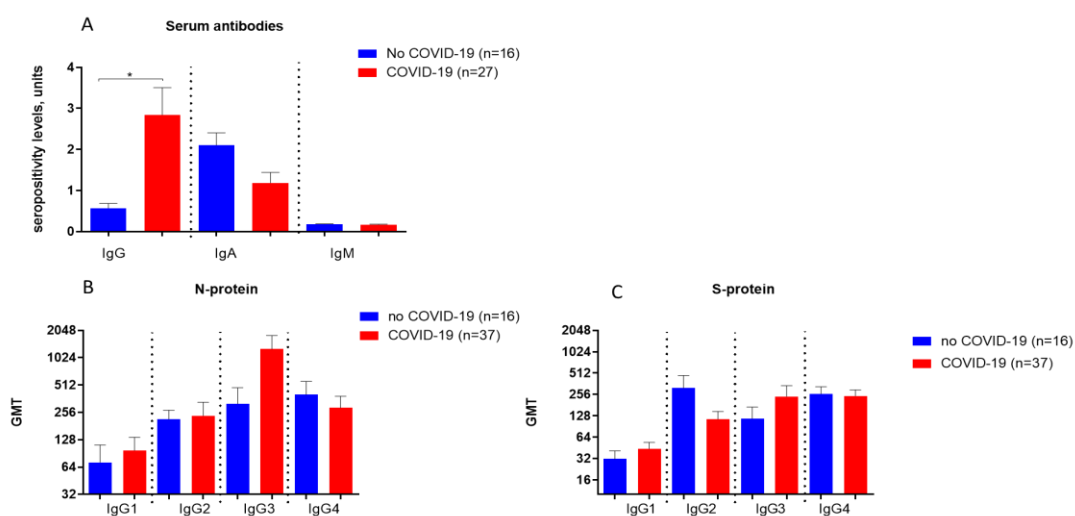 A
Serum antibodies
No COVID-19 (n=16)
COVID-19 (n=27)
seropositivity levels, units
4
3
2
1
0
*
IgG
IgA
IgM
B
N-protein
no COVID-19 (n=16)
COVID-19 (n=37)
GMT
2048
1024
512
256
128
64
32
IgG1
IgG2
IgG3
IgG4
C
S-protein
no COVID-19 (n=16)
COVID-19 (n=37)
GMT
2048
1024
512
256
128
64
32
16
IgG1
IgG2
IgG3
IgG4